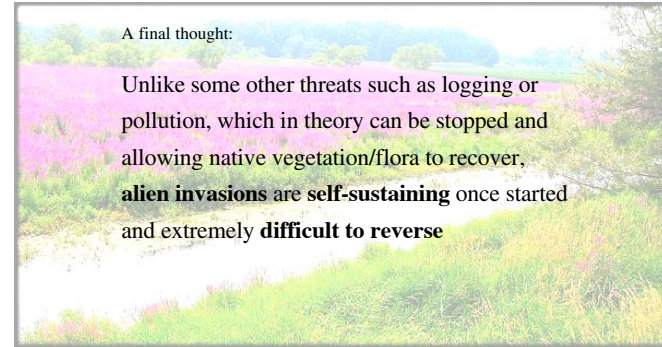 A final thought:
Unlike some other threats such as logging or
pollution, which in theory can be stopped and
allowing native vegetation/flora to recover,
alien invasions are self-sustaining once started
and extremely difficult to reverse